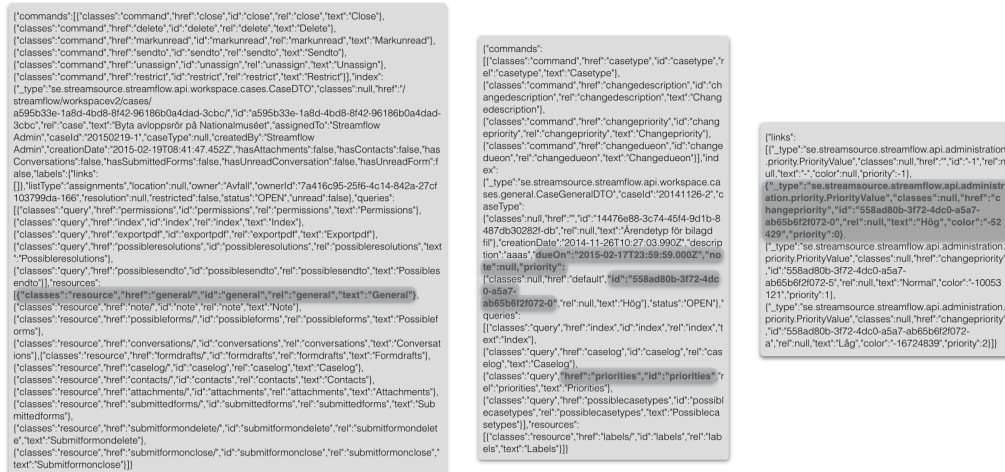 {"commands":[{"classes":"command","href":"close","id":"close","rel":"close","text":"Close"},
{"classes":"command","href":"delete","id":"delete","rel":"delete","text":"Delete"},
{"classes":"command","href":"markunread","id":"markunread","rel":"markunread","text":"Markunread"},
{"classes":"command","href":"sendto","id":"sendto","rel":"sendto","text":"Sendto"},
{"classes":"command","href":"unassign","id":"unassign","rel":"unassign","text":"Unassign"},
{"classes":"command","href":"restrict","id":"restrict","rel":"restrict","text":"Restrict"}],"index":
{"_type":"se.streamsource.streamflow.api.workspace.cases.CaseDTO","classes":null,"href":"/
streamflow/workspacev2/cases/
a595b33e-1a8d-4bd8-8f42-96186b0a4dad-3cbc/","id":"a595b33e-1a8d-4bd8-8f42-96186b0a4dad-
3cbc","rel":"case","text":"Byta avloppsrör på Nationalmuséet","assignedTo":"Streamflow
Admin","caseId":"20150219-1","caseType":null,"createdBy":"Streamflow
Admin","creationDate":"2015-02-19T08:41:47.452Z","hasAttachments":false,"hasContacts":false,"has
Conversations":false,"hasSubmittedForms":false,"hasUnreadConversation":false,"hasUnreadForm":f
alse,"labels":{"links":
[]},"listType":"assignments","location":null,"owner":"Avfall","ownerId":"7a416c95-25f6-4c14-842a-27cf
103799da-166","resolution":null,"restricted":false,"status":"OPEN","unread":false},"queries":
[{"classes":"query","href":"permissions","id":"permissions","rel":"permissions","text":"Permissions"},
{"classes":"query","href":"index","id":"index","rel":"index","text":"Index"},
{"classes":"query","href":"exportpdf","id":"exportpdf","rel":"exportpdf","text":"Exportpdf"},
{"classes":"query","href":"possibleresolutions","id":"possibleresolutions","rel":"possibleresolutions","text
":"Possibleresolutions"},
{"classes":"query","href":"possiblesendto","id":"possiblesendto","rel":"possiblesendto","text":"Possibles
endto"}],"resources":
[{"classes":"resource","href":"general/","id":"general","rel":"general","text":"General"},
{"classes":"resource","href":"note/","id":"note","rel":"note","text":"Note"},
{"classes":"resource","href":"possibleforms/","id":"possibleforms","rel":"possibleforms","text":"Possiblef
orms"},
{"classes":"resource","href":"conversations/","id":"conversations","rel":"conversations","text":"Conversat
ions"},{"classes":"resource","href":"formdrafts/","id":"formdrafts","rel":"formdrafts","text":"Formdrafts"},
{"classes":"resource","href":"caselog/","id":"caselog","rel":"caselog","text":"Caselog"},
{"classes":"resource","href":"contacts/","id":"contacts","rel":"contacts","text":"Contacts"},
{"classes":"resource","href":"attachments/","id":"attachments","rel":"attachments","text":"Attachments"},
{"classes":"resource","href":"submittedforms/","id":"submittedforms","rel":"submittedforms","text":"Sub
mittedforms"},
{"classes":"resource","href":"submitformondelete/","id":"submitformondelete","rel":"submitformondelet
e","text":"Submitformondelete"},
{"classes":"resource","href":"submitformonclose/","id":"submitformonclose","rel":"submitformonclose","
text":"Submitformonclose"}]}
{"commands":
[{"classes":"command","href":"casetype","id":"casetype","r
el":"casetype","text":"Casetype"},
{"classes":"command","href":"changedescription","id":"ch
angedescription","rel":"changedescription","text":"Chang
edescription"},
{"classes":"command","href":"changepriority","id":"chang
epriority","rel":"changepriority","text":"Changepriority"},
{"classes":"command","href":"changedueon","id":"change
dueon","rel":"changedueon","text":"Changedueon"}],"ind
ex":
{"_type":"se.streamsource.streamflow.api.workspace.ca
ses.general.CaseGeneralDTO","caseId":"20141126-2","c
aseType":
{"classes":null,"href":"","id":"14476e88-3c74-45f4-9d1b-8
487db30282f-db","rel":null,"text":"Ärendetyp för bilagd
fil"},"creationDate":"2014-11-26T10:27:03.990Z","descrip
tion":"aaas","dueOn":"2015-02-17T23:59:59.000Z","no
te":null,"priority":
{"classes":null,"href":"default","id":"558ad80b-3f72-4dc
0-a5a7-
ab65b6f2f072-0","rel":null,"text":"Hög"},"status":"OPEN"},"
queries":
[{"classes":"query","href":"index","id":"index","rel":"index","t
ext":"Index"},
{"classes":"query","href":"caselog","id":"caselog","rel":"cas
elog","text":"Caselog"},
{"classes":"query","href":"priorities","id":"priorities","r
el":"priorities","text":"Priorities"},
{"classes":"query","href":"possiblecasetypes","id":"possibl
ecasetypes","rel":"possiblecasetypes","text":"Possibleca
setypes"}],"resources":
[{"classes":"resource","href":"labels/","id":"labels","rel":"lab
els","text":"Labels"}]}
{"links":
[{"_type":"se.streamsource.streamflow.api.administration
.priority.PriorityValue","classes":null,"href":"","id":"-1","rel":n
ull,"text":"-","color":null,"priority":-1},
{"_type":"se.streamsource.streamflow.api.administr
ation.priority.PriorityValue","classes":null,"href":"c
hangepriority","id":"558ad80b-3f72-4dc0-a5a7-
ab65b6f2f072-0","rel":null,"text":"Hög","color":"-52
429","priority":0},
{"_type":"se.streamsource.streamflow.api.administration.
priority.PriorityValue","classes":null,"href":"changepriority"
,"id":"558ad80b-3f72-4dc0-a5a7-
ab65b6f2f072-5","rel":null,"text":"Normal","color":"-10053
121","priority":1},
{"_type":"se.streamsource.streamflow.api.administration.
priority.PriorityValue","classes":null,"href":"changepriority"
,"id":"558ad80b-3f72-4dc0-a5a7-ab65b6f2f072-
a","rel":null,"text":"Låg","color":"-16724839","priority":2}]}